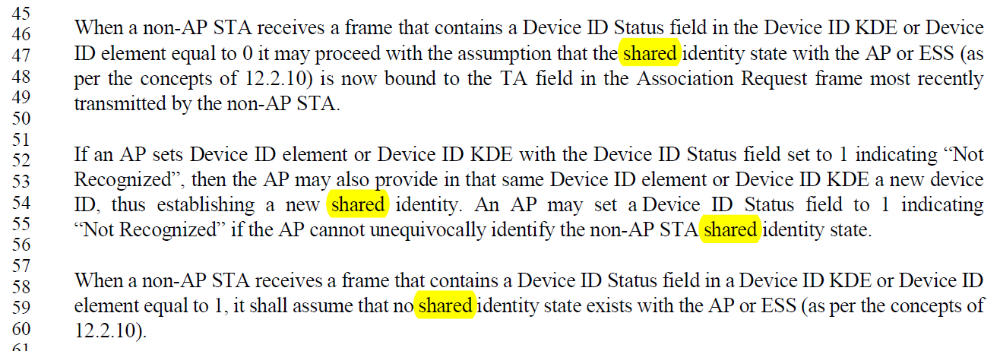 45
46 When a non-AP STA receives a frame that contains a Device ID Status field in the Device ID KDE or Device
47 ID element equal to 0 it may proceed with the assumption that the shared identity state with the AP or ESS (as
48 per the concepts of 12.2.10) is now bound to the TA field in the Association Request frame most recently
49 transmitted by the non-AP STA.
50
51
52 If an AP sets Device ID element or Device ID KDE with the Device ID Status field set to 1 indicating “Not
53 Recognized”, then the AP may also provide in that same Device ID element or Device ID KDE a new device
54 ID, thus establishing a new shared identity. An AP may set a Device ID Status field to 1 indicating
55 “Not Recognized” if the AP cannot unequivocally identify the non-AP STA shared identity state.
56
57
58 When a non-AP STA receives a frame that contains a Device ID Status field in a Device ID KDE or Device ID
59 element equal to 1, it shall assume that no shared identity state exists with the AP or ESS (as per the concepts of
60 12.2.10).
61